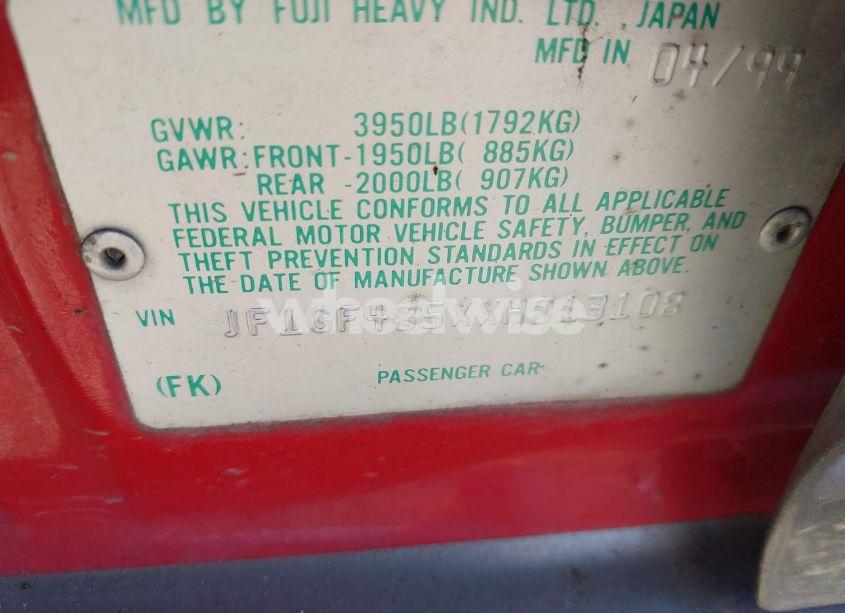 MFD BY FUJI HEAVY IND. LTD., JAPAN
MFD IN 04/99
GVWR: 3950LB(1792KG)
GAWR:FRONT-1950LB( 885KG)
REAR -2000LB( 907KG)
THIS VEHICLE CONFORMS TO ALL APPLICABLE
FEDERAL MOTOR VEHICLE SAFETY, BUMPER, AND
THEFT PREVENTION STANDARDS IN EFFECT ON
THE DATE OF MANUFACTURE SHOWN ABOVE.
wheelwise
VIN JF1GF485XXH813108
(FK) PASSENGER CAR